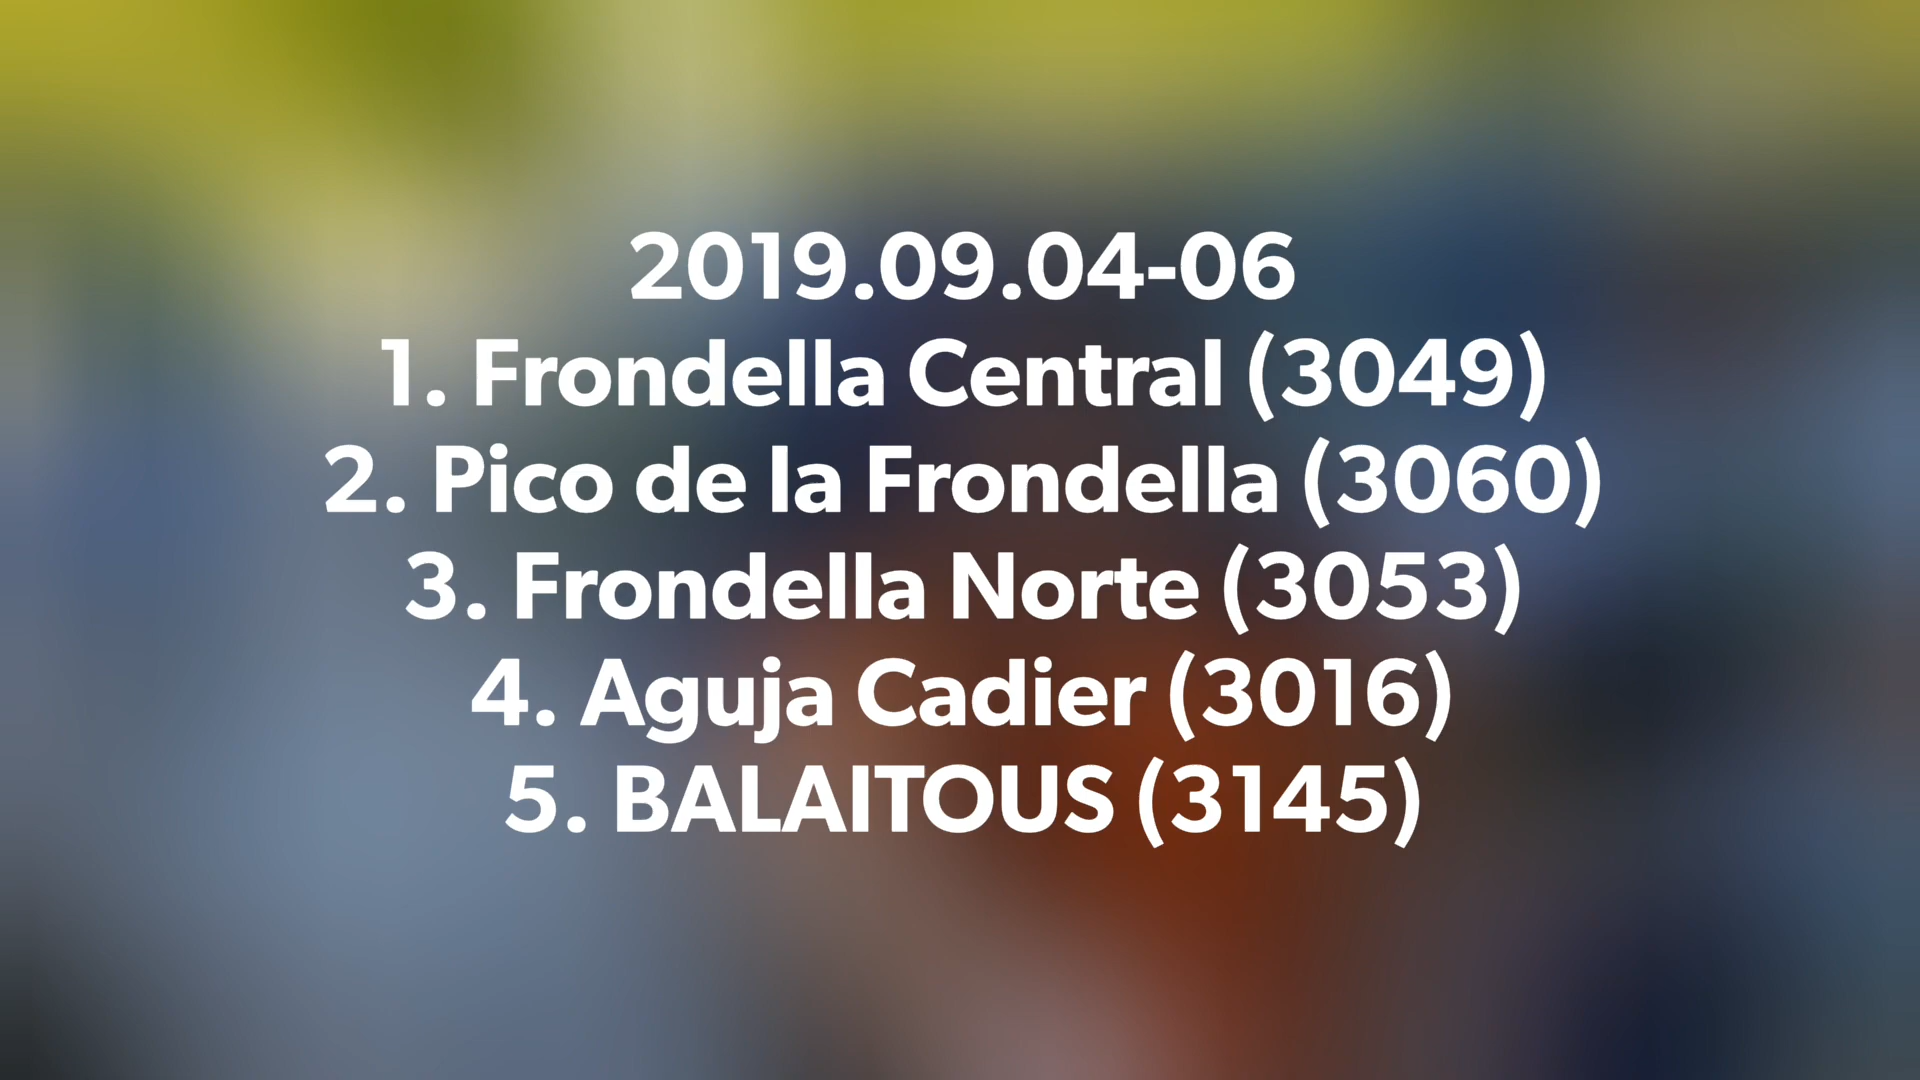 2019.09.04-06
1. Frondella Central (3049)
2. Pico de la Frondella (3060)
3. Frondella Norte (3053)
4. Aguja Cadier (3016)
5. BALAITOUS (3145)